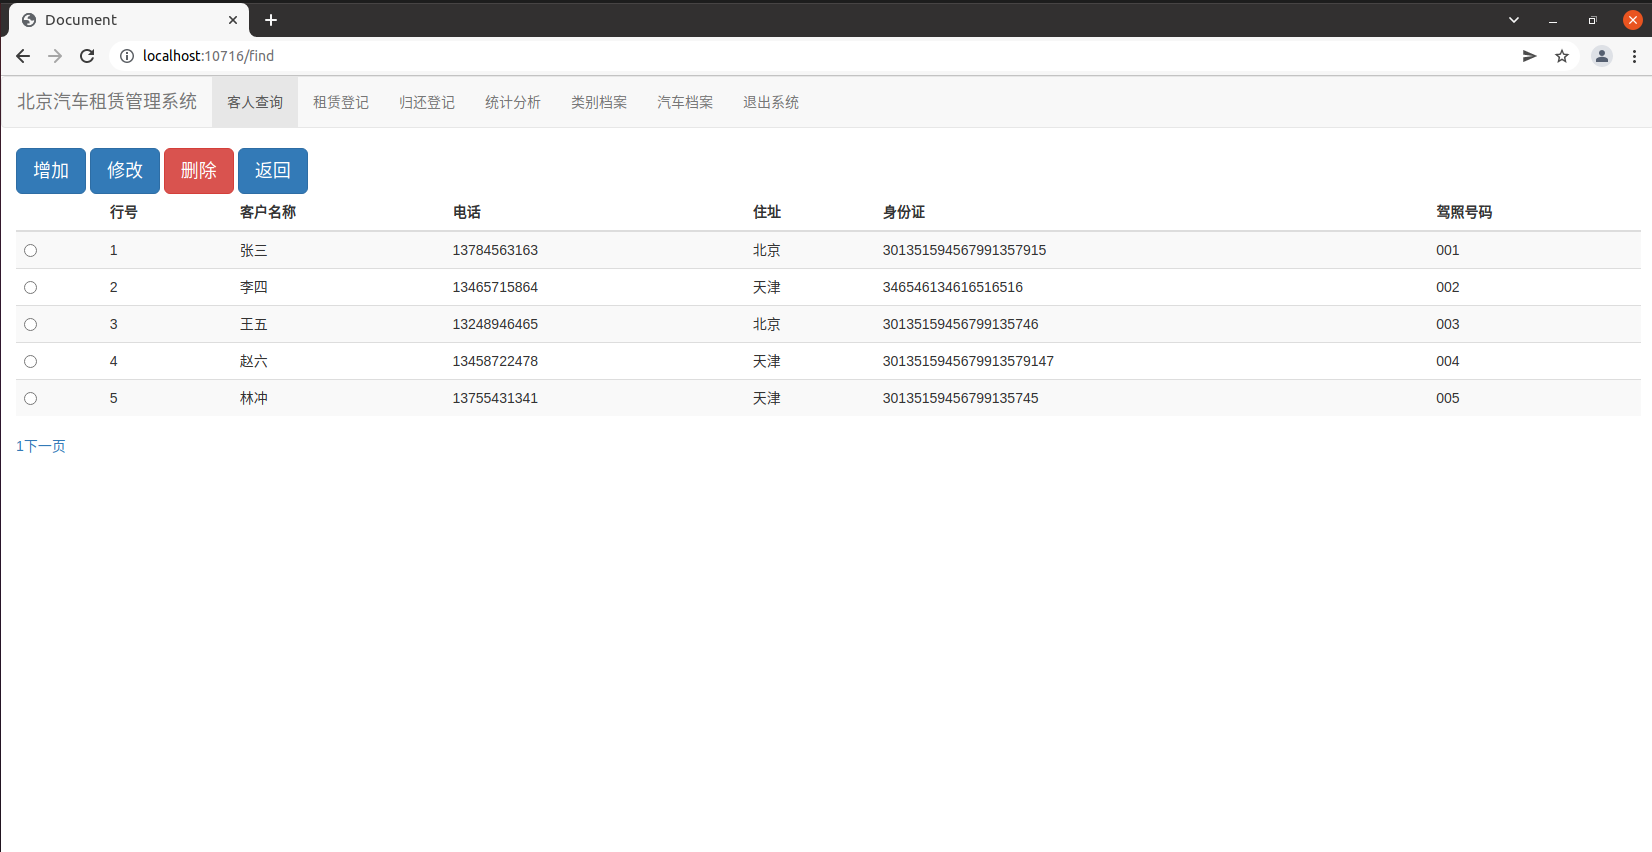 Document
localhost:10716/find
北京汽车租赁管理系统 客人查询 租赁登记 归还登记 统计分析 类别档案 汽车档案 退出系统
增加 修改 删除 返回
行号 客户名称 电话 住址 身份证 驾照号码
1 张三 13784563163 北京 301351594567991357915 001
2 李四 13465715864 天津 346546134616516516 002
3 王五 13248946465 北京 30135159456799135746 003
4 赵六 13458722478 天津 3013515945679913579147 004
5 林冲 13755431341 天津 30135159456799135745 005
1下一页